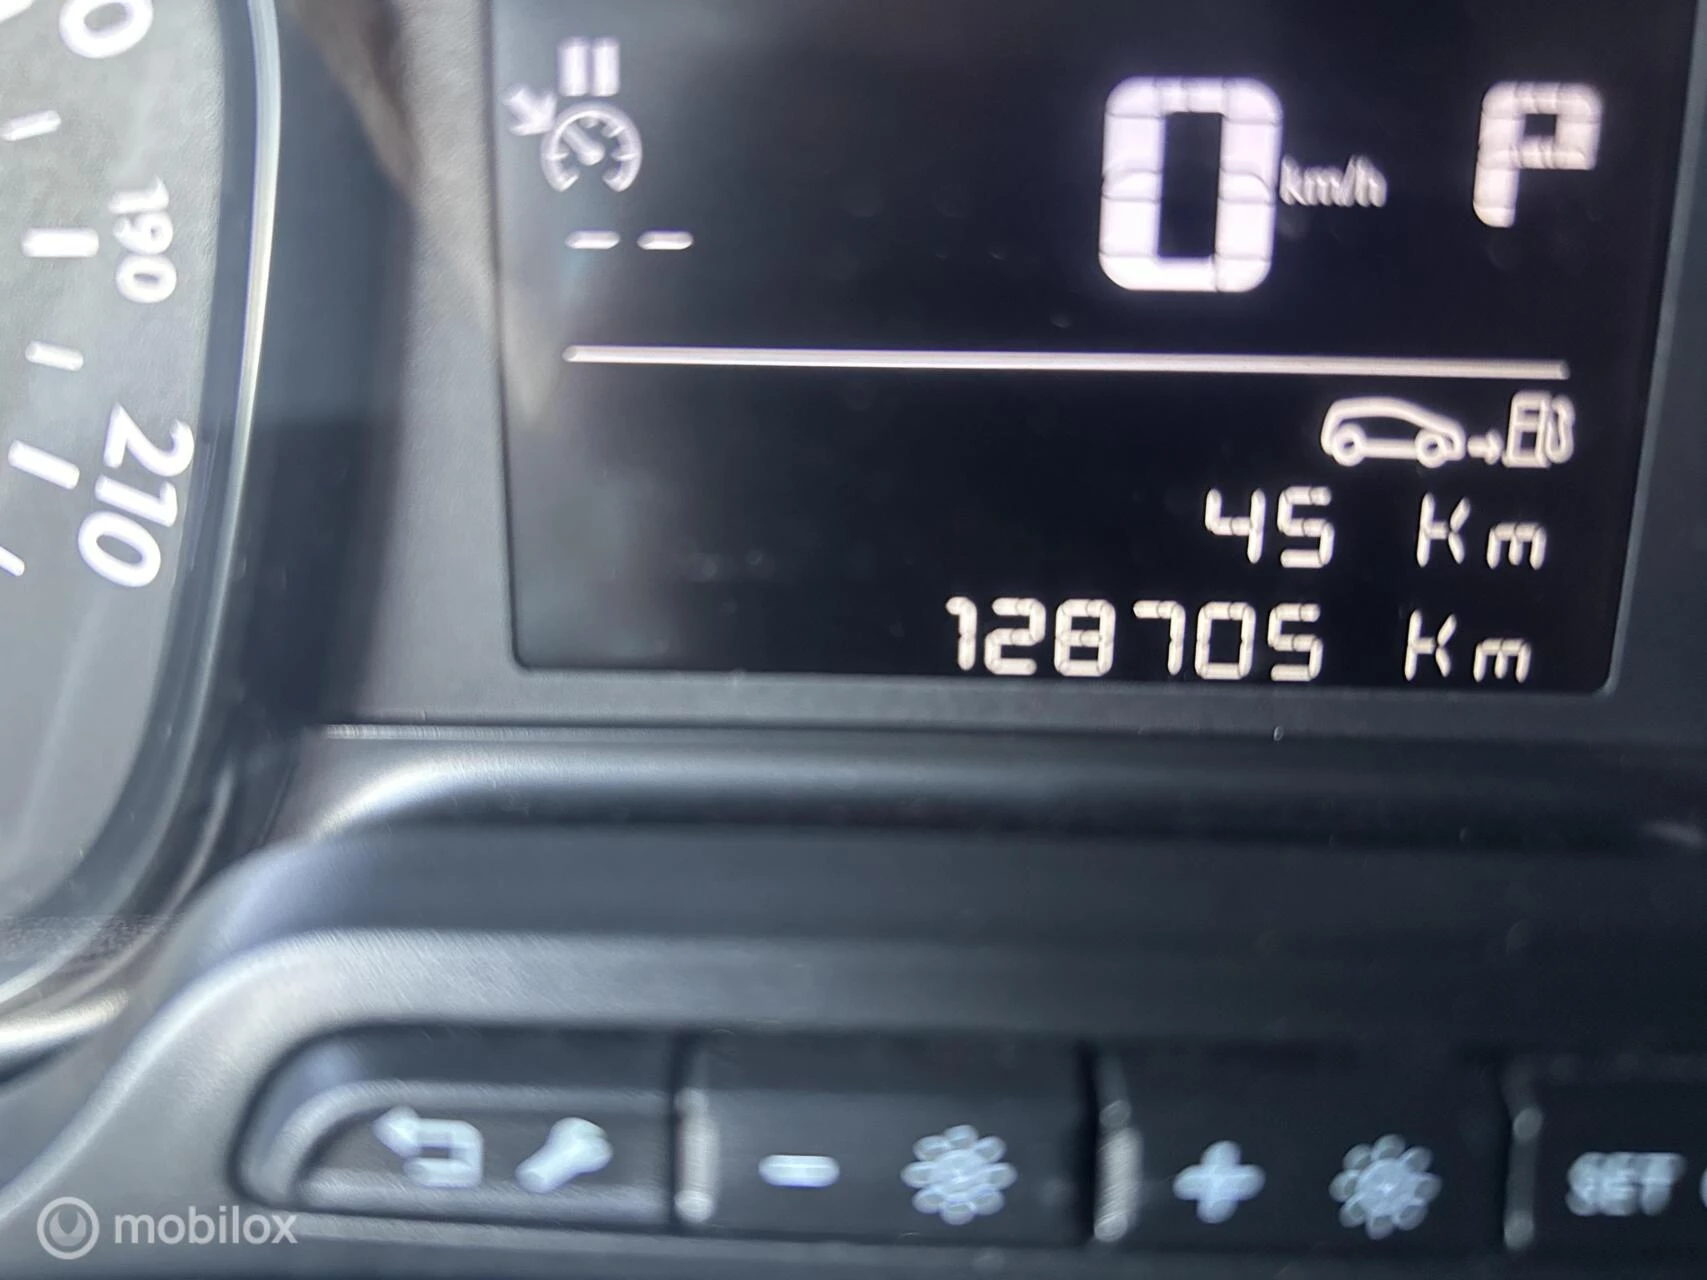 0 km/h P
190
210
-- 
45 Km
128705 Km
- +
SET
mobilox